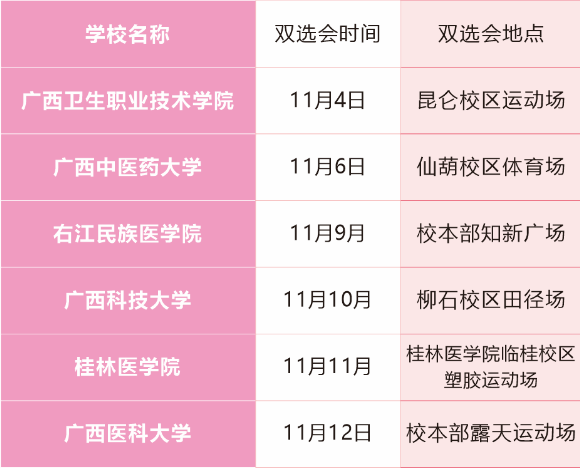 学校名称 双选会时间 双选会地点
广西卫生职业技术学院 11月4日 昆仑校区运动场
广西中医药大学 11月6日 仙葫校区体育场
右江民族医学院 11月9月 校本部知新广场
广西科技大学 11月10月 柳石校区田径场
桂林医学院 11月11月 桂林医学院临桂校区
塑胶运动场
广西医科大学 11月12日 校本部露天运动场